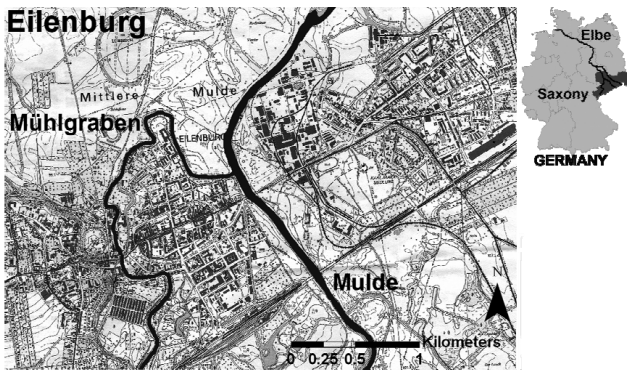 Eilenburg
Mittlere Mulde
Mühlgraben
EILENBURG
Mulde
N
Kilometers
0 0.25 0.5 1
Elbe
Saxony
GERMANY